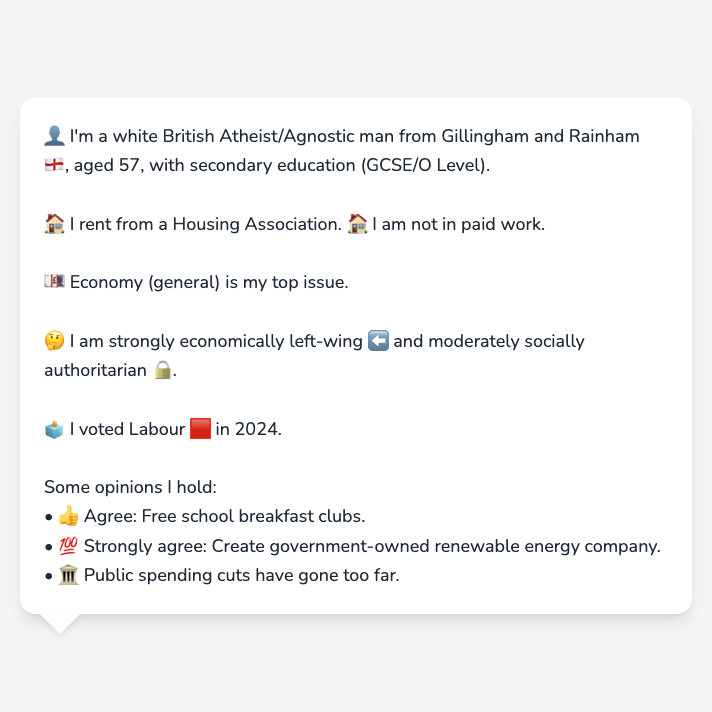 👤 I'm a white British Atheist/Agnostic man from Gillingham and Rainham
🏴󠁧󠁢󠁥󠁮󠁧󠁿, aged 57, with secondary education (GCSE/O Level).
🏠 I rent from a Housing Association. 🏠 I am not in paid work.
💷 Economy (general) is my top issue.
🤔 I am strongly economically left-wing ⬅️ and moderately socially
authoritarian 🔒.
🗳️ I voted Labour 🟥 in 2024.
Some opinions I hold:
• 👍 Agree: Free school breakfast clubs.
• 💯 Strongly agree: Create government-owned renewable energy company.
• 🏛️ Public spending cuts have gone too far.